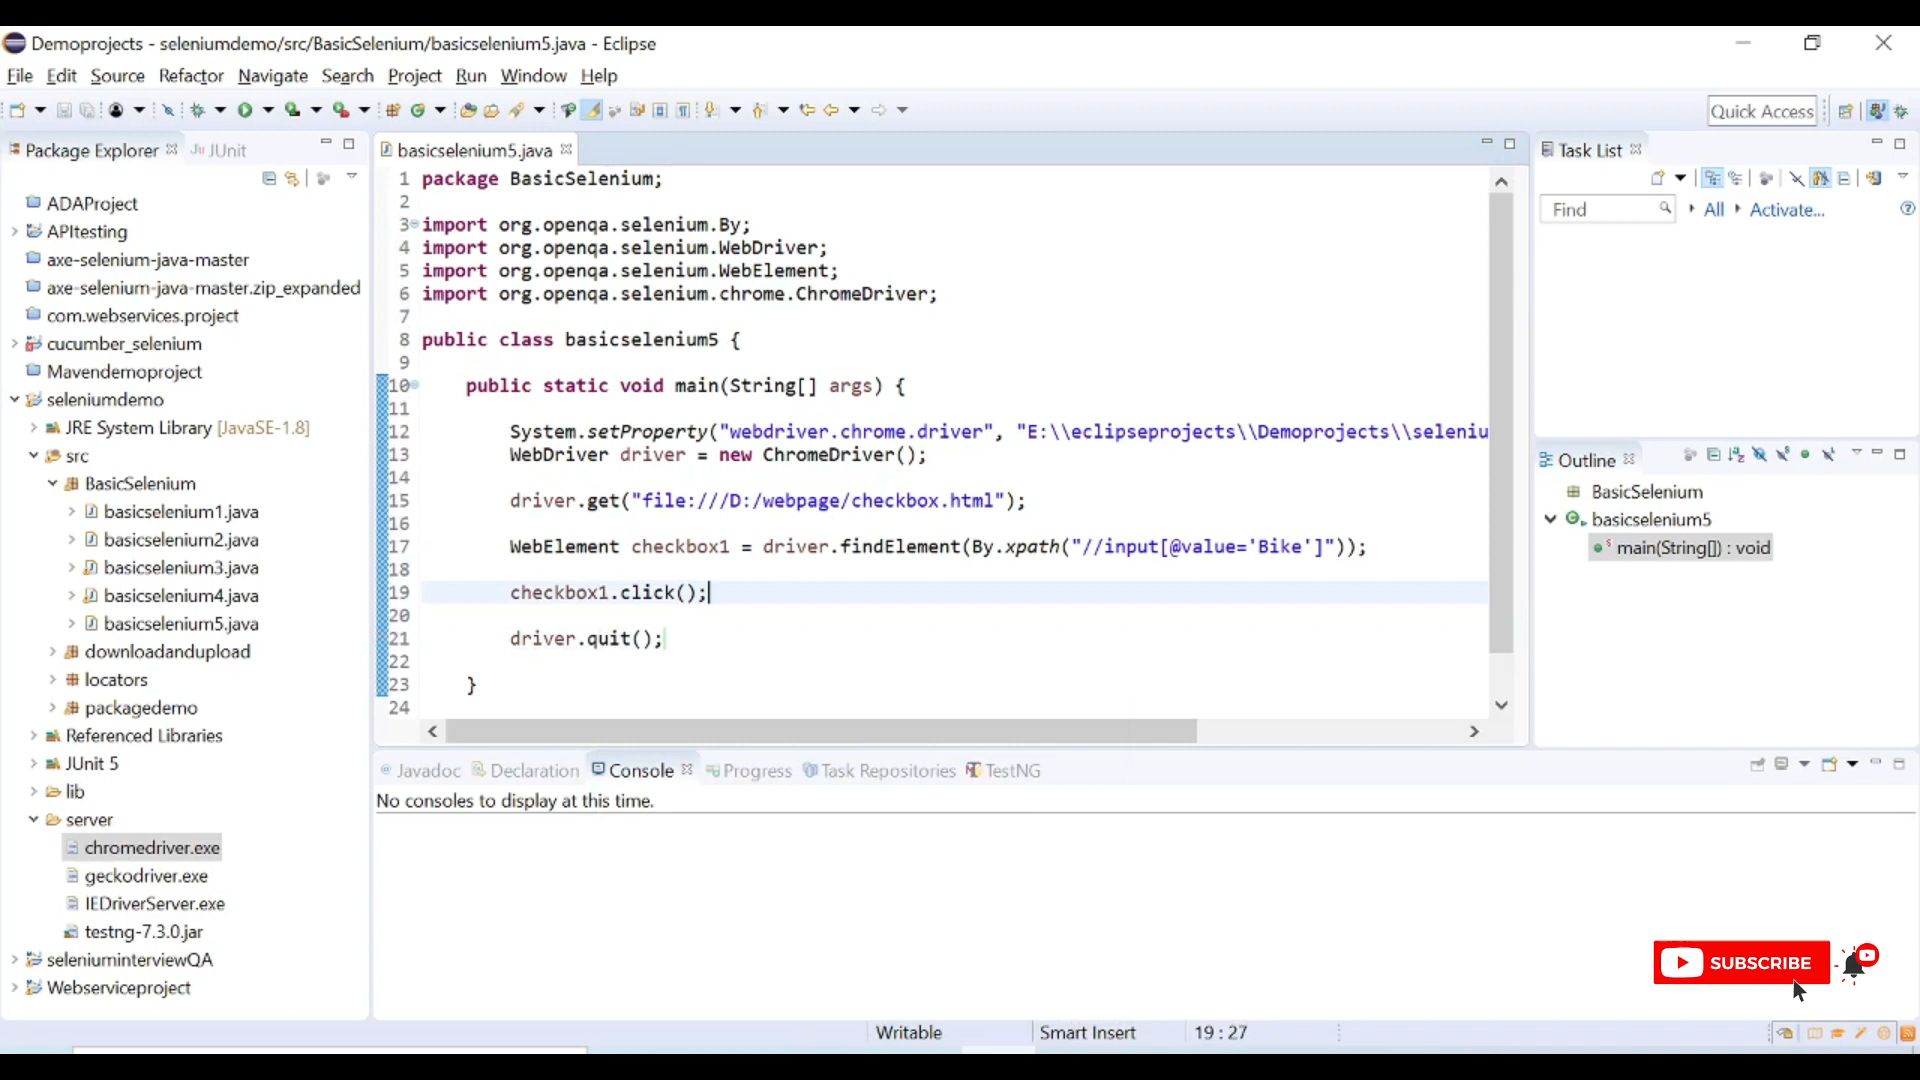 Demoprojects - seleniumdemo/src/BasicSelenium/basicselenium5.java - Eclipse
File Edit Source Refactor Navigate Search Project Run Window Help
Quick Access
Package Explorer
JUnit
ADAProject
APItesting
axe-selenium-java-master
axe-selenium-java-master.zip_expanded
com.webservices.project
cucumber_selenium
Mavendemoproject
seleniumdemo
JRE System Library [JavaSE-1.8]
src
BasicSelenium
basicselenium1.java
basicselenium2.java
basicselenium3.java
basicselenium4.java
basicselenium5.java
downloadandupload
locators
packagedemo
Referenced Libraries
JUnit 5
lib
server
chromedriver.exe
geckodriver.exe
IEDriverServer.exe
testng-7.3.0.jar
seleniuminterviewQA
Webserviceproject
basicselenium5.java
1 package BasicSelenium;
2
3 import org.openqa.selenium.By;
4 import org.openqa.selenium.WebDriver;
5 import org.openqa.selenium.WebElement;
6 import org.openqa.selenium.chrome.ChromeDriver;
7
8 public class basicselenium5 {
9
10 public static void main(String[] args) {
11
12 System.setProperty("webdriver.chrome.driver", "E:\\eclipseprojects\\Demoprojects\\seleniu
13 WebDriver driver = new ChromeDriver();
14
15 driver.get("file:///D:/webpage/checkbox.html");
16
17 WebElement checkbox1 = driver.findElement(By.xpath("//input[@value='Bike']"));
18
19 checkbox1.click();
20
21 driver.quit();
22
23 }
24
Task List
Find
All
Activate...
Outline
BasicSelenium
basicselenium5
main(String[]) : void
Javadoc
Declaration
Console
Progress
Task Repositories
TestNG
No consoles to display at this time.
SUBSCRIBE
Writable
Smart Insert
19 : 27